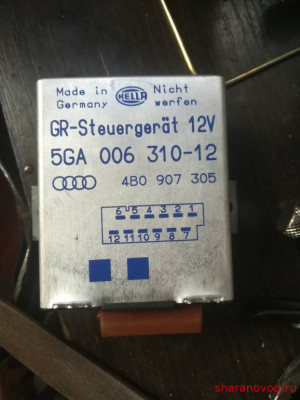 Made in Nicht
Germany HELLA werfen
GR-Steuergerät 12V
5GA 006 310-12
4B0 907 305
6 5 4 3 2 1
12 11 10 9 8 7
sharanovod.ru